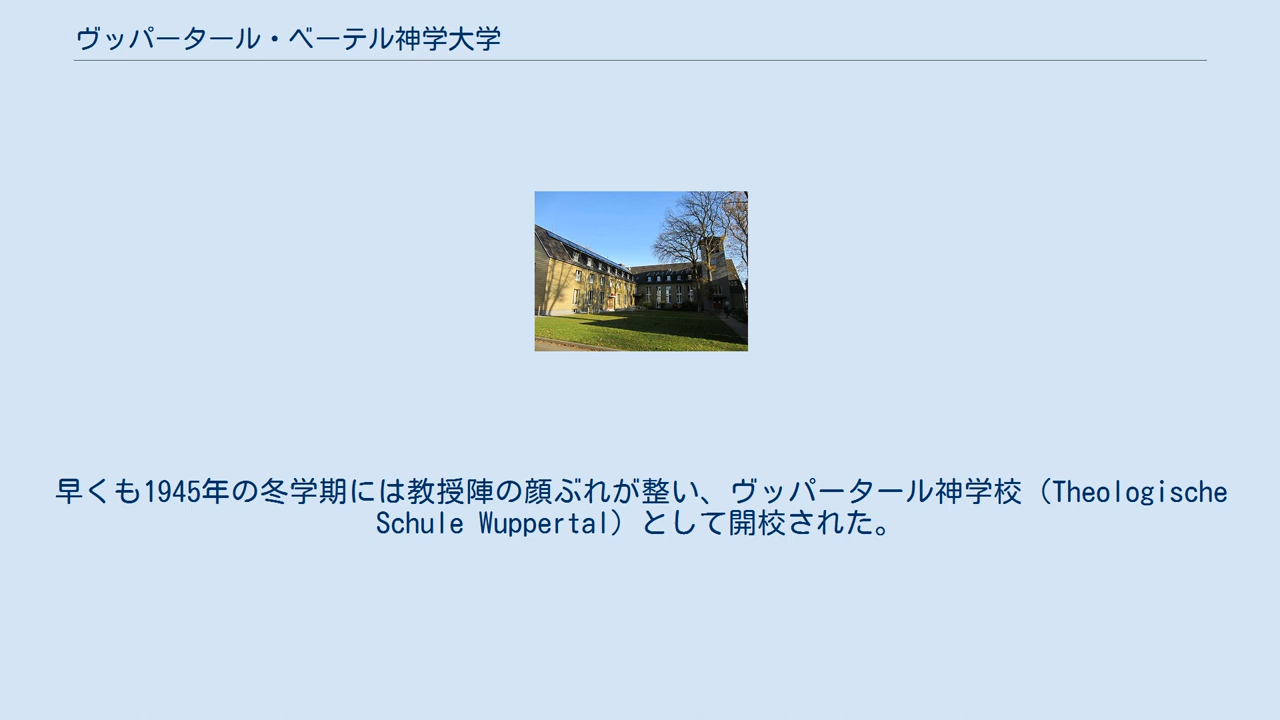 ヴッパータール・ベーテル神学大学
早くも1945年の冬学期には教授陣の顔ぶれが整い、ヴッパータール神学校（Theologische
Schule Wuppertal）として開校された。